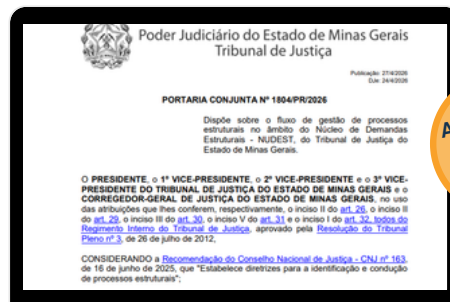 Poder Judiciário do Estado de Minas Gerais
Tribunal de Justiça
Publicação: 27/4/2026
DJe: 24/4/2026
PORTARIA CONJUNTA Nº 1804/PR/2026
Dispõe sobre o fluxo de gestão de processos
estruturais no âmbito do Núcleo de Demandas
Estruturais - NUDEST, do Tribunal de Justiça do
Estado de Minas Gerais.
O PRESIDENTE, o 1º VICE-PRESIDENTE, o 2º VICE-PRESIDENTE e o 3º VICE-
PRESIDENTE DO TRIBUNAL DE JUSTIÇA DO ESTADO DE MINAS GERAIS e o
CORREGEDOR-GERAL DE JUSTIÇA DO ESTADO DE MINAS GERAIS, no uso
das atribuições que lhes conferem, respectivamente, o inciso II do art. 26, o inciso II
do art. 29, o inciso III do art. 30, o inciso V do art. 31 e o inciso I do art. 32, todos do
Regimento Interno do Tribunal de Justiça, aprovado pela Resolução do Tribunal
Pleno nº 3, de 26 de julho de 2012,
CONSIDERANDO a Recomendação do Conselho Nacional de Justiça - CNJ nº 163,
de 16 de junho de 2025, que "Estabelece diretrizes para a identificação e condução
de processos estruturais";